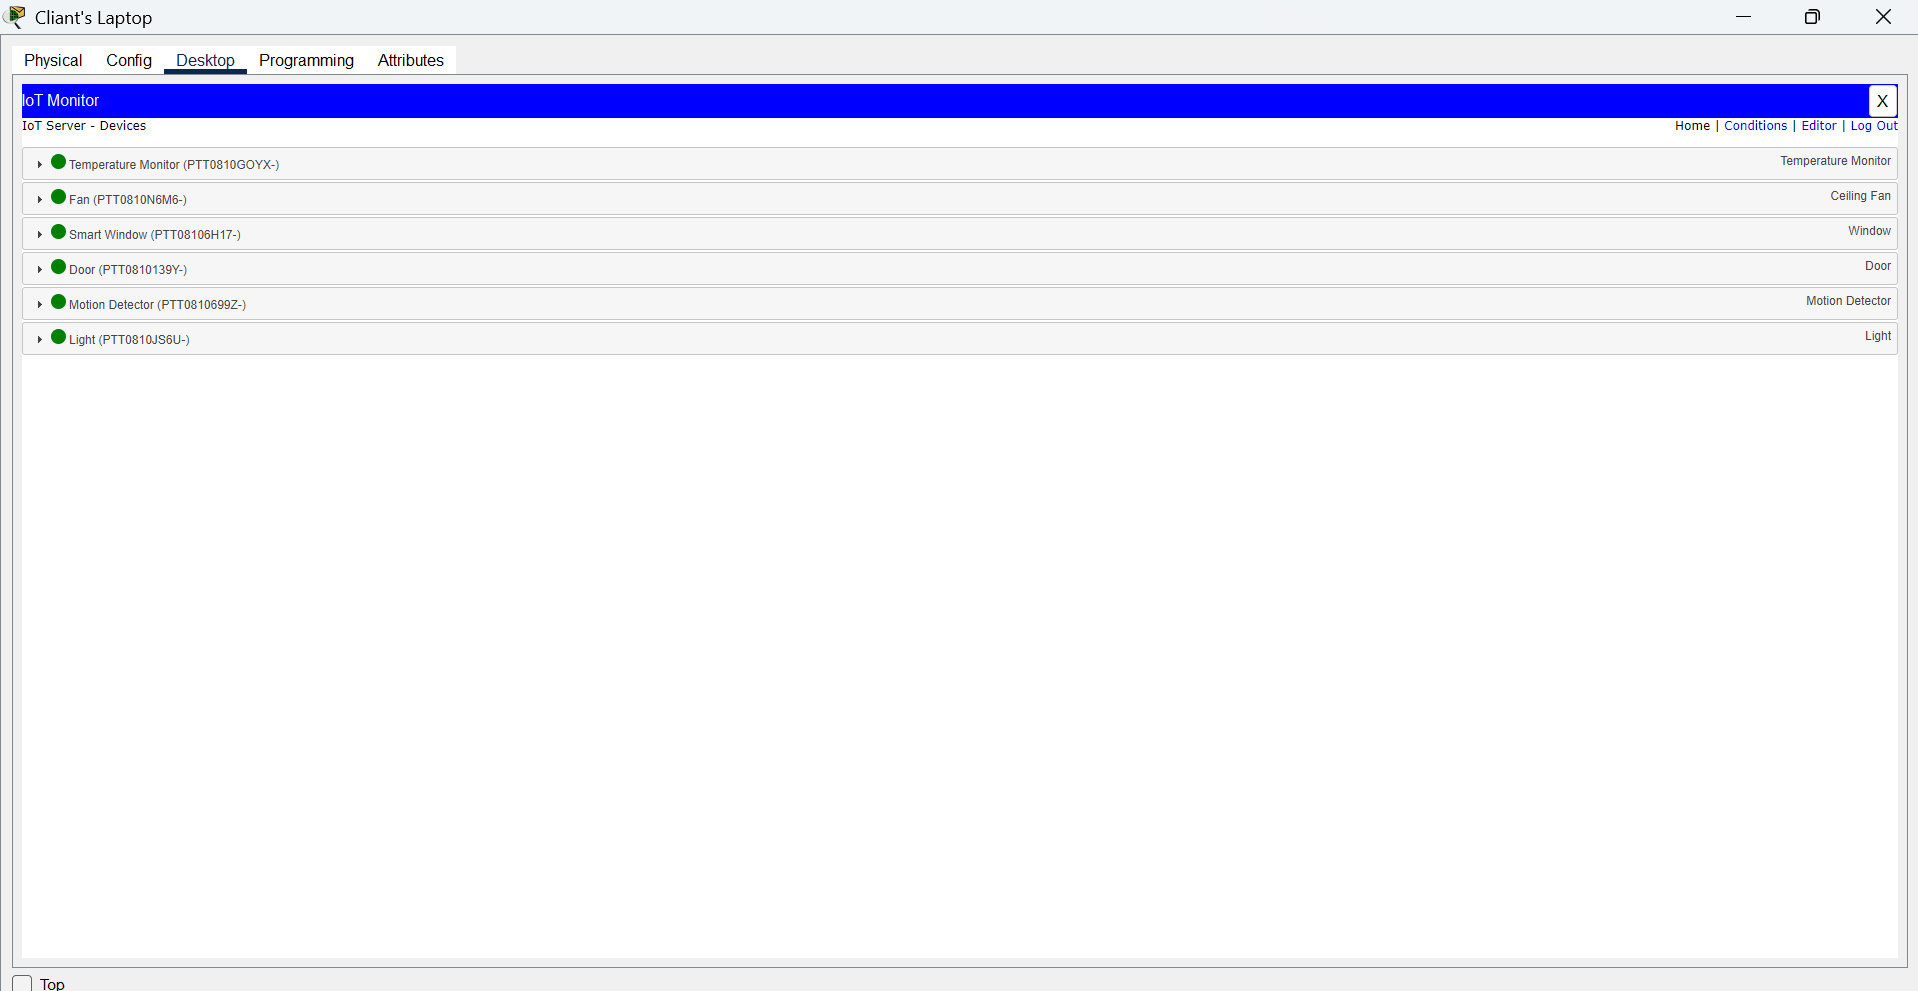 Cliant's Laptop
Physical Config Desktop Programming Attributes
IoT Monitor X
IoT Server - Devices Home | Conditions | Editor | Log Out
Temperature Monitor (PTT0810GOYX-) Temperature Monitor
Fan (PTT0810N6M6-) Ceiling Fan
Smart Window (PTT08106H17-) Window
Door (PTT0810139Y-) Door
Motion Detector (PTT0810699Z-) Motion Detector
Light (PTT0810JS6U-) Light
Top